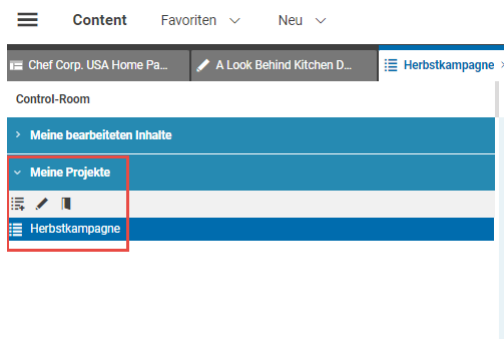 Content Favoriten Neu
Chef Corp. USA Home Pa... A Look Behind Kitchen D... Herbstkampagne
Control-Room
Meine bearbeiteten Inhalte
Meine Projekte
Herbstkampagne